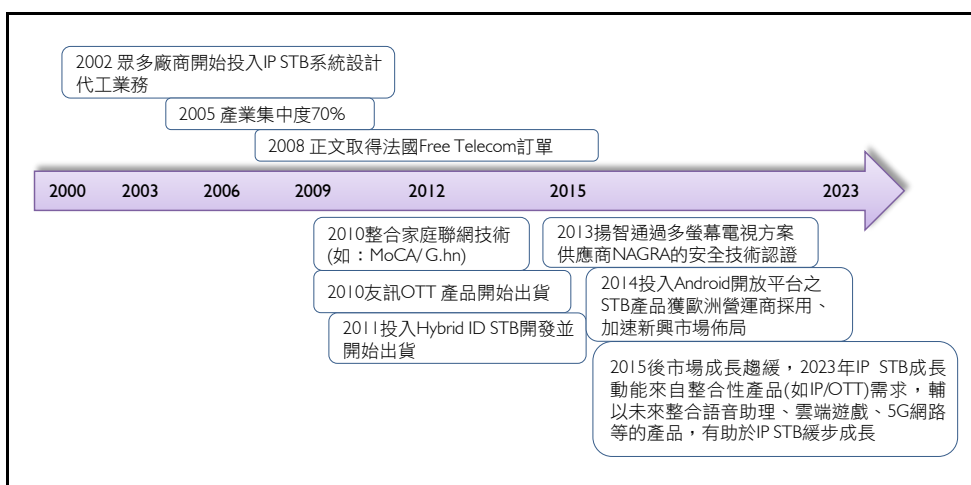 2002 眾多廠商開始投入IP STB系統設計
代工業務
2005 產業集中度70%
2008 正文取得法國Free Telecom訂單
2000 2003 2006 2009 2012 2015 2023
2010整合家庭聯網技術
(如：MoCA/ G.hn)
2010友訊OTT 產品開始出貨
2011投入Hybrid ID STB開發並
開始出貨
2013揚智通過多螢幕電視方案
供應商NAGRA的安全技術認證
2014投入Android開放平台之
STB產品獲歐洲營運商採用、
加速新興市場佈局
2015後市場成長趨緩，2023年IP STB成長
動能來自整合性產品(如IP/OTT)需求，輔
以未來整合語音助理、雲端遊戲、5G網路
等的產品，有助於IP STB緩步成長